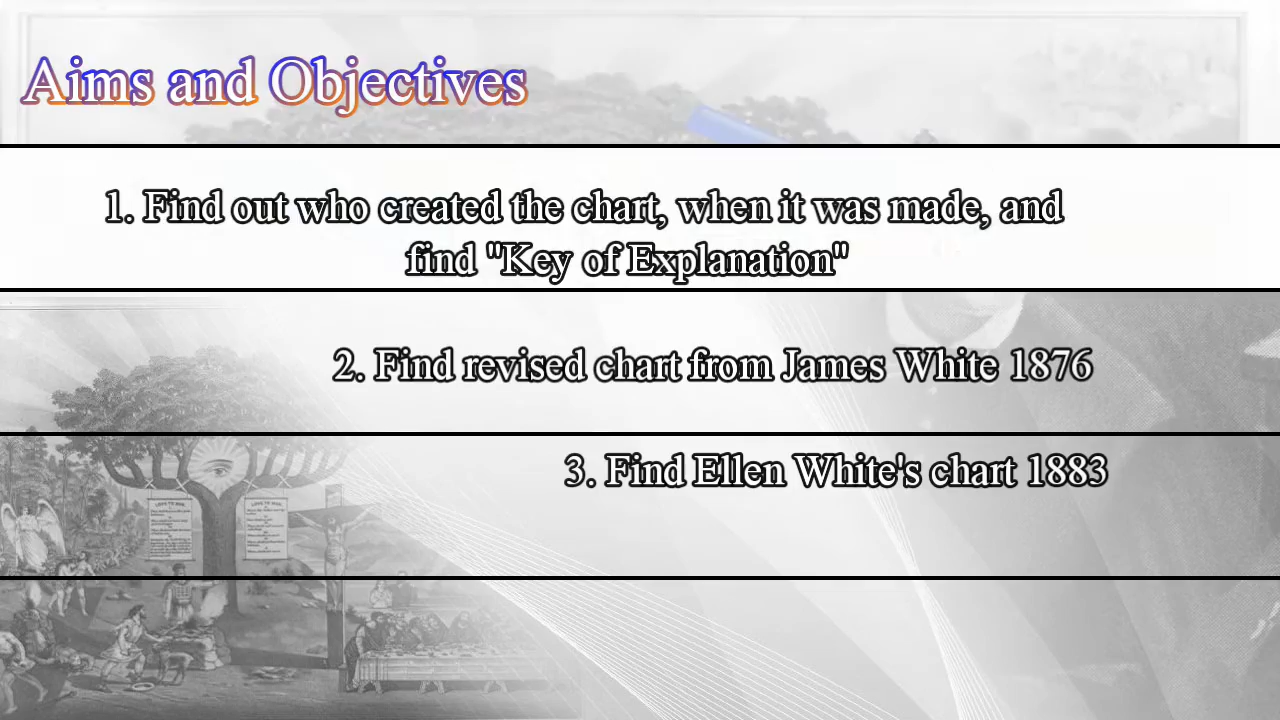 Aims and Objectives
1. Find out who created the chart, when it was made, and
find "Key of Explanation"
2. Find revised chart from James White 1876
3. Find Ellen White's chart 1883